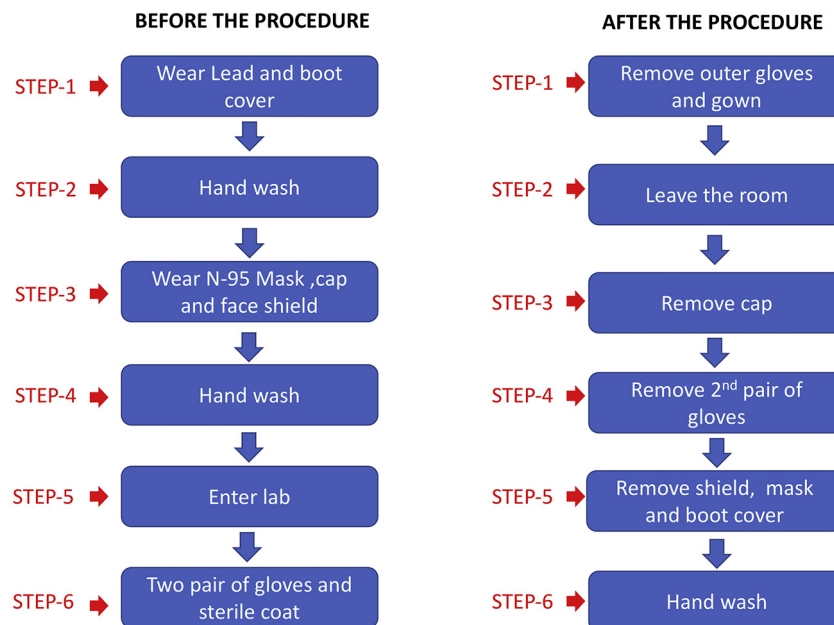 BEFORE THE PROCEDURE
STEP-1
Wear Lead and boot
cover
STEP-2
Hand wash
STEP-3
Wear N-95 Mask ,cap
and face shield
STEP-4
Hand wash
STEP-5
Enter lab
STEP-6
Two pair of gloves and
sterile coat
AFTER THE PROCEDURE
STEP-1
Remove outer gloves
and gown
STEP-2
Leave the room
STEP-3
Remove cap
STEP-4
Remove 2nd pair of
gloves
STEP-5
Remove shield, mask
and boot cover
STEP-6
Hand wash